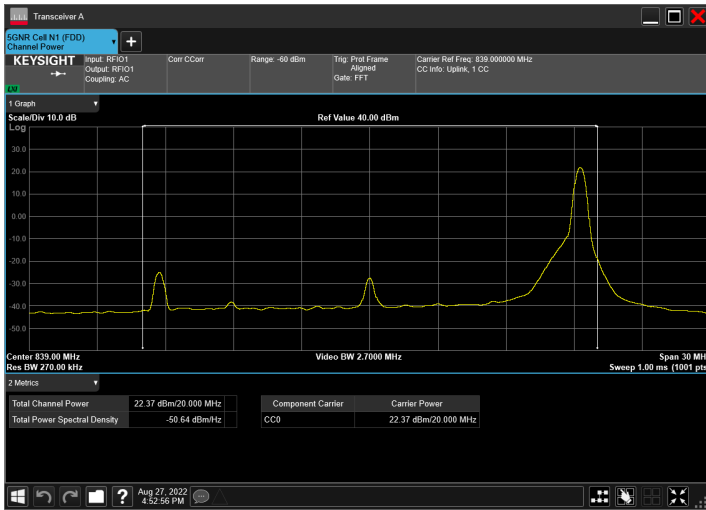 Transceiver A
5GNR Cell N1 (FDD)
Channel Power
KEYSIGHT
Input: RFIO1
Output: RFIO1
Coupling: AC
Corr CCorr
Range: -60 dBm
Trig: Prot Frame
Aligned
Gate: FFT
Carrier Ref Freq: 839.000000 MHz
CC Info: Uplink, 1 CC
LXI
1 Graph
Scale/Div 10.0 dB
Ref Value 40.00 dBm
Log
30.0
20.0
10.0
0.00
-10.0
-20.0
-30.0
-40.0
-50.0
Center 839.00 MHz
Video BW 2.7000 MHz
Span 30 MH
Res BW 270.00 kHz
Sweep 1.00 ms (1001 pts
2 Metrics
Total Channel Power 22.37 dBm/20.000 MHz
Total Power Spectral Density -50.64 dBm/Hz
Component Carrier Carrier Power
CC0 22.37 dBm/20.000 MHz
Aug 27, 2022
4:52:56 PM